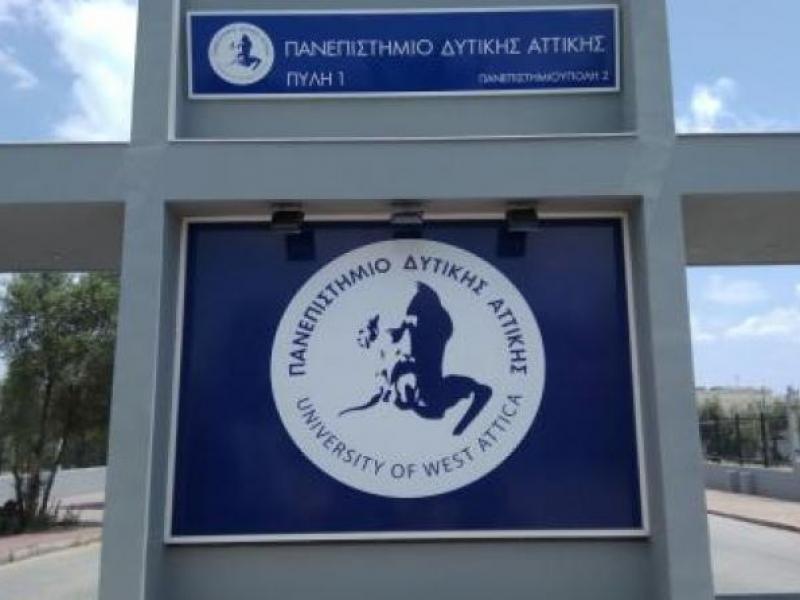 ΠΑΝΕΠΙΣΤΗΜΙΟ ΔΥΤΙΚΗΣ ΑΤΤΙΚΗΣ
ΠΥΛΗ 1
ΠΑΝΕΠΙΣΤΗΜΙΟΥΠΟΛΗ 2
ΠΑΝΕΠΙΣΤΗΜΙΟ ΔΥΤΙΚΗΣ ΑΤΤΙΚΗΣ
UNIVERSITY OF WEST ATTICA